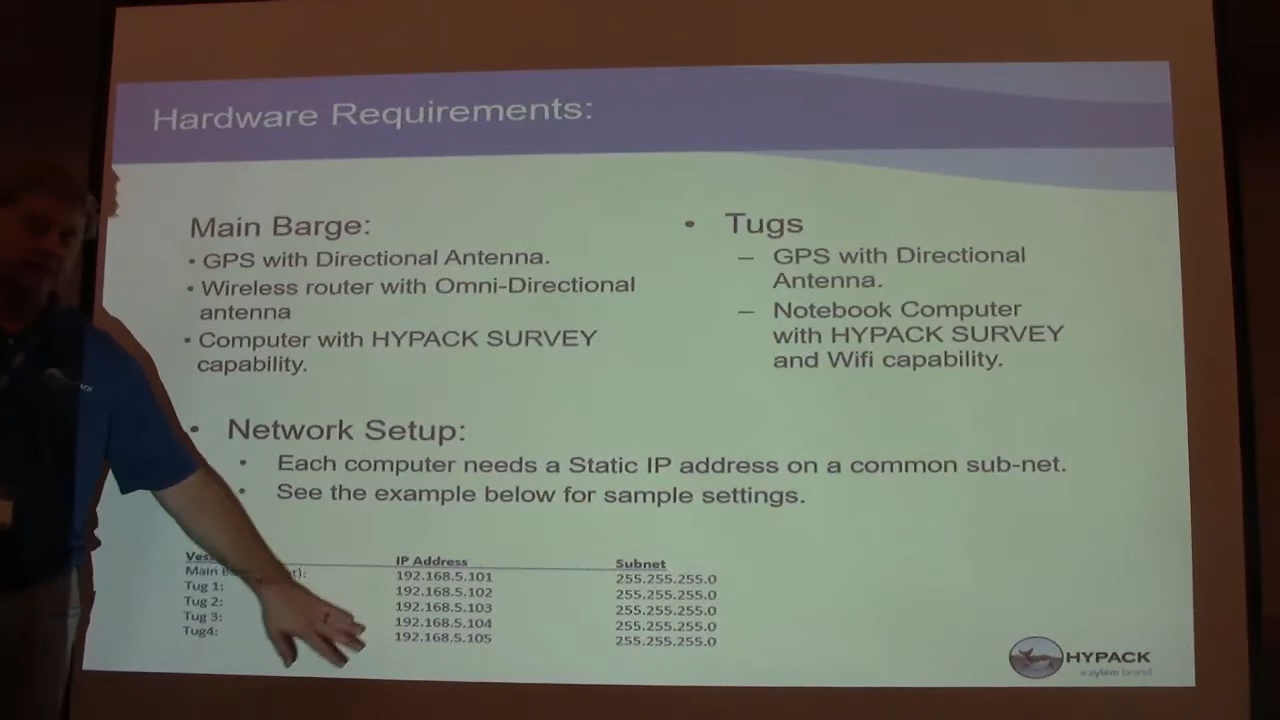 Hardware Requirements:
Main Barge:
• GPS with Directional Antenna.
• Wireless router with Omni-Directional
antenna
• Computer with HYPACK SURVEY
capability.
• Tugs
– GPS with Directional
Antenna.
– Notebook Computer
with HYPACK SURVEY
and Wifi capability.
• Network Setup:
• Each computer needs a Static IP address on a common sub-net.
• See the example below for sample settings.
IP Address Subnet
Main 192.168.5.101 255.255.255.0
Tug 1: 192.168.5.102 255.255.255.0
Tug 2: 192.168.5.103 255.255.255.0
Tug 3: 192.168.5.104 255.255.255.0
Tug4: 192.168.5.105 255.255.255.0
HYPACK
a xylem brand